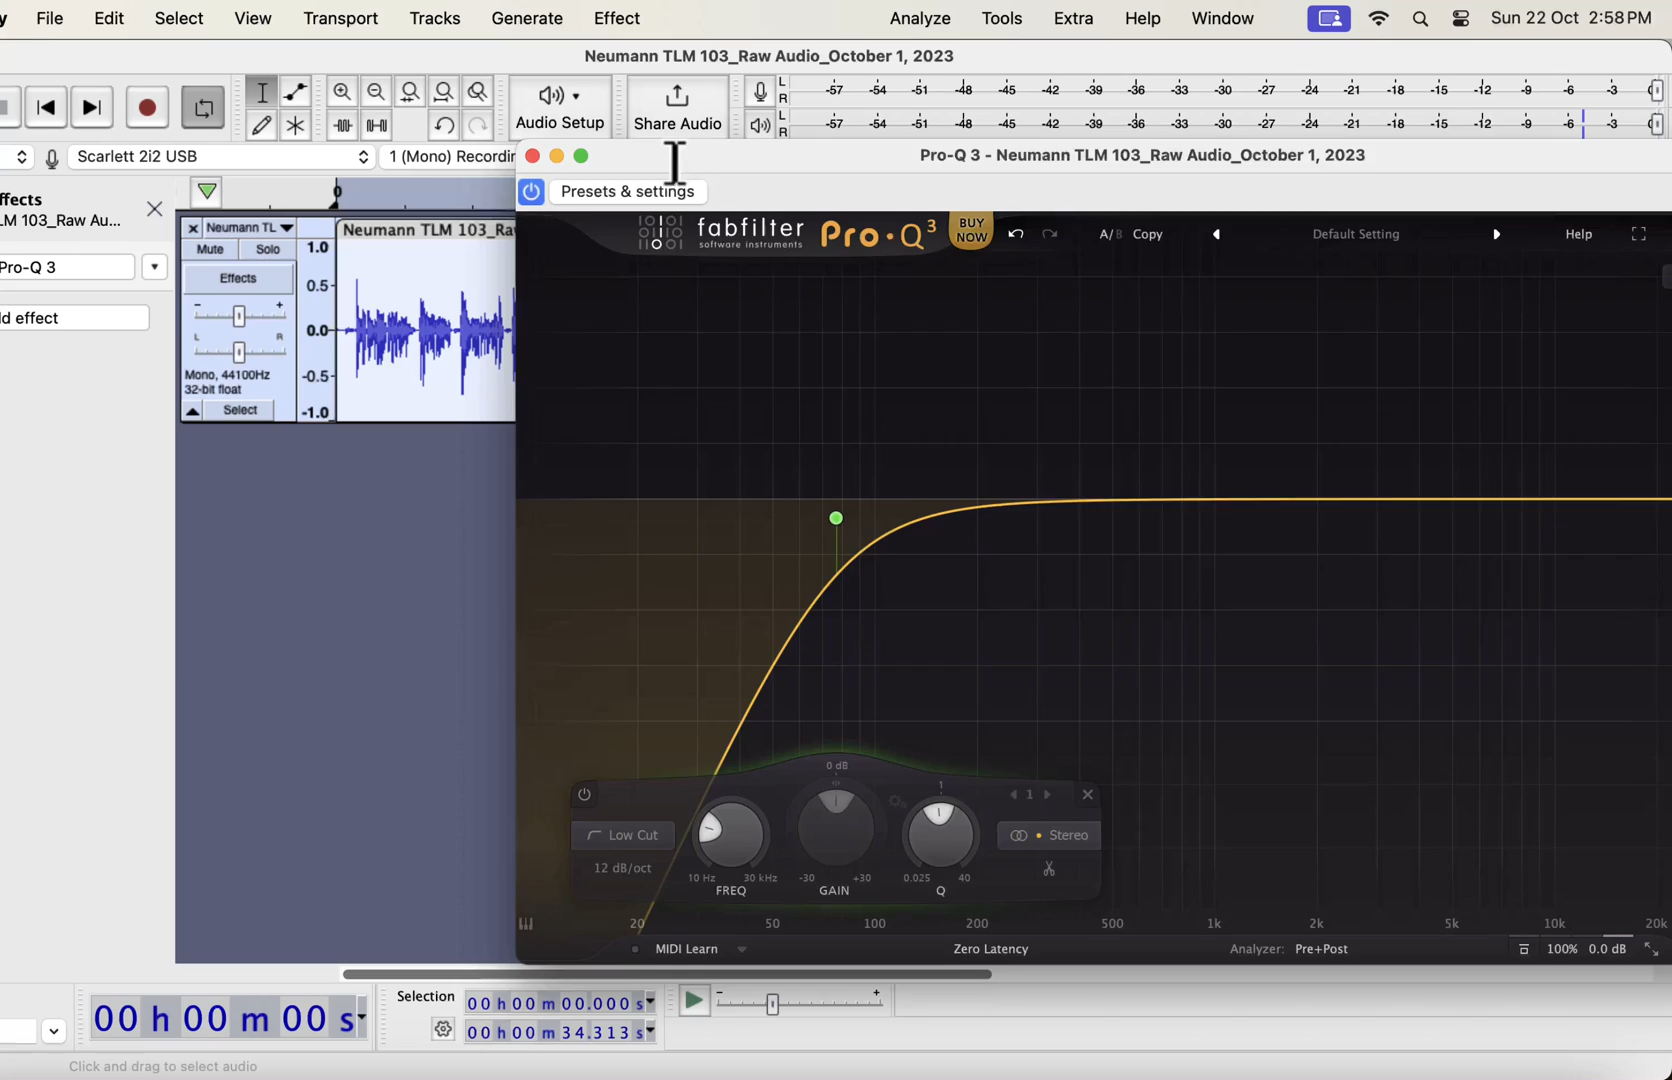 y File Edit Select View Transport Tracks Generate Effect Analyze Tools Extra Help Window Sun 22 Oct 2:58 PM
Neumann TLM 103_Raw Audio_October 1, 2023
Audio Setup
Share Audio
L
R
-57 -54 -51 -48 -45 -42 -39 -36 -33 -30 -27 -24 -21 -18 -15 -12 -9 -6 -3 0
L
R
-57 -54 -51 -48 -45 -42 -39 -36 -33 -30 -27 -24 -21 -18 -15 -12 -9 -6 -3 0
Scarlett 2i2 USB
1 (Mono) Recordin
Pro-Q 3 - Neumann TLM 103_Raw Audio_October 1, 2023
Presets & settings
ffects
LM 103_Raw Au...
Pro-Q 3
dd effect
0
Neumann TL
Mute Solo
Effects
- +
L R
Mono, 44100Hz
32-bit float
Select
1.0
0.5
0.0
-0.5
-1.0
Neumann TLM 103_Ra
fabfilter
software instruments
Pro·Q3
BUY
NOW
A/B Copy
Default Setting
Help
0 dB
1
1
Low Cut
12 dB/oct
Stereo
10 Hz 30 kHz
FREQ
-30 +30
GAIN
0.025 40
Q
20 50 100 200 500 1k 2k 5k 10k 20k
MIDI Learn
Zero Latency
Analyzer: Pre+Post
100% 0.0 dB
00 h 00 m 00 s
Selection
00 h 00 m 00.000 s
00 h 00 m 34.313 s
- +
Click and drag to select audio